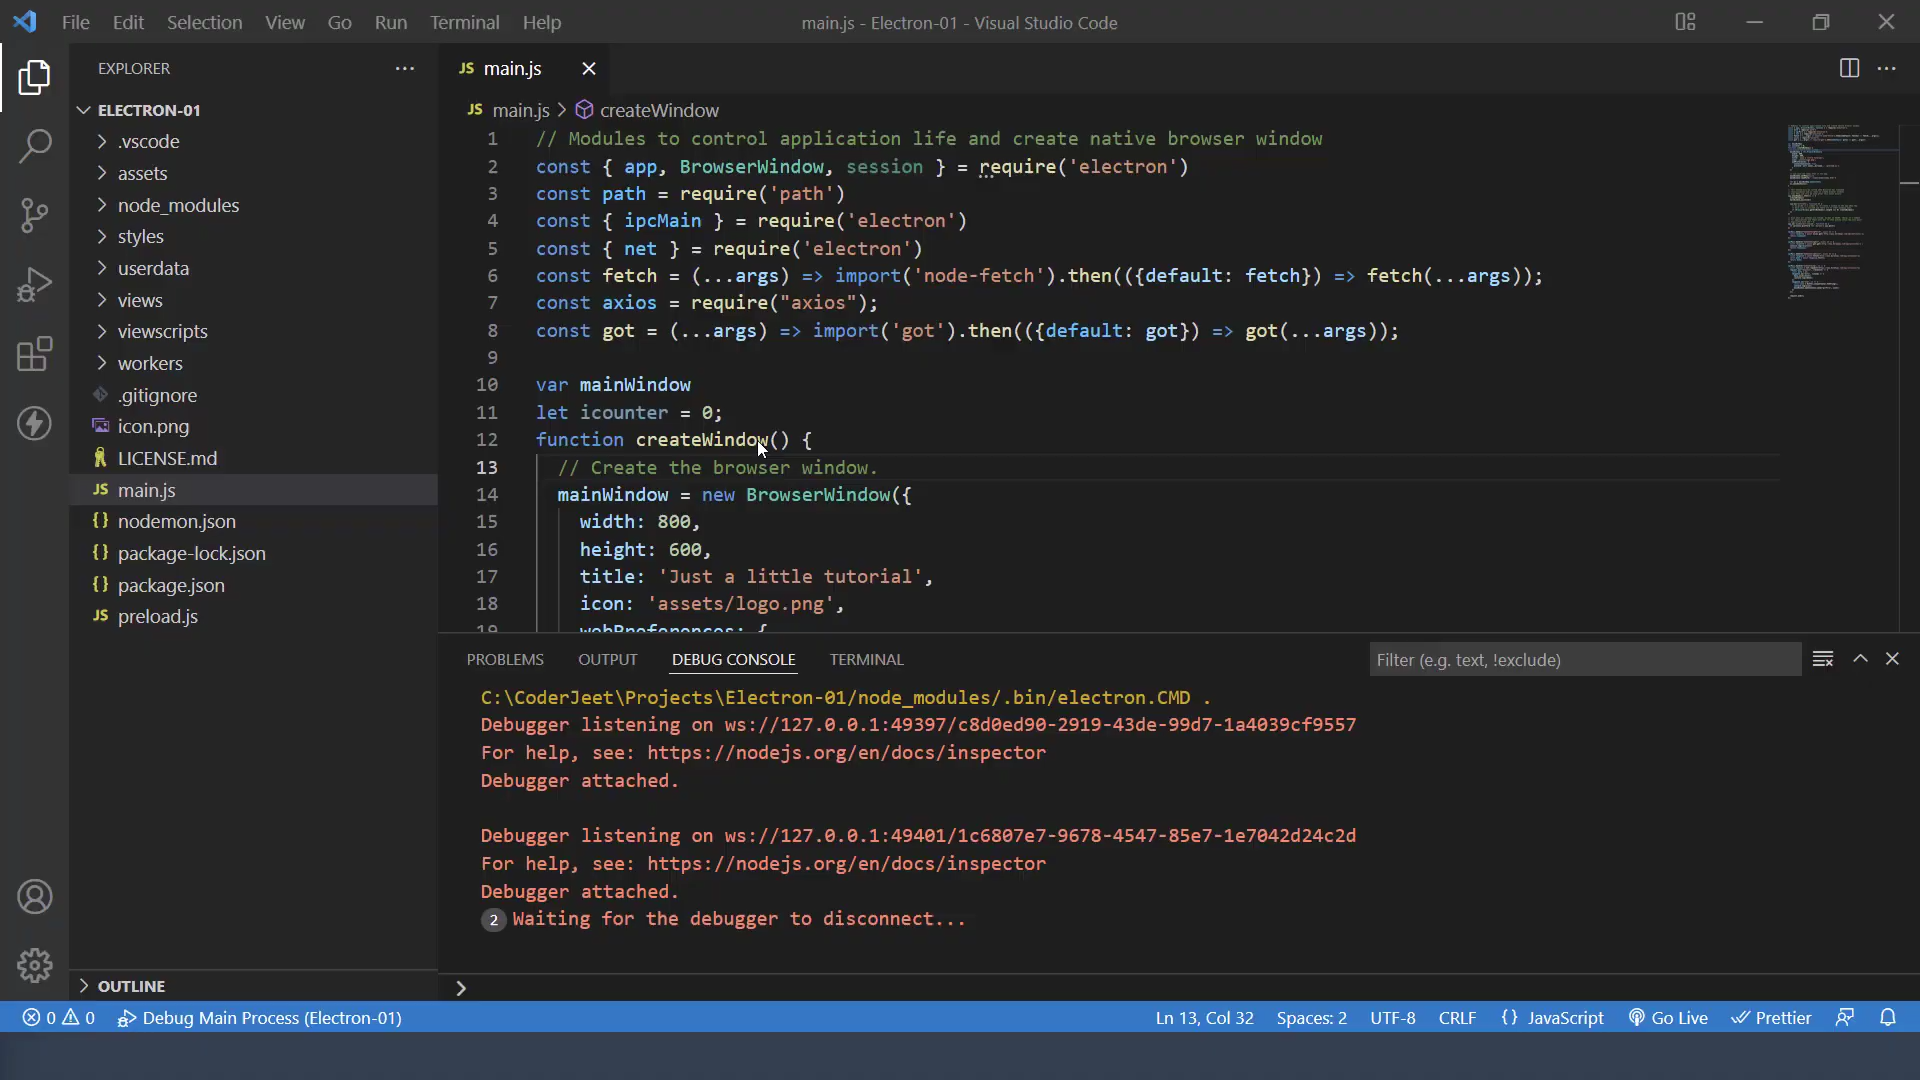 File Edit Selection View Go Run Terminal Help
main.js - Electron-01 - Visual Studio Code
EXPLORER
ELECTRON-01
.vscode
assets
node_modules
styles
userdata
views
viewscripts
workers
.gitignore
icon.png
LICENSE.md
JS main.js
{} nodemon.json
{} package-lock.json
{} package.json
JS preload.js
OUTLINE
JS main.js
JS main.js > createWindow
1 // Modules to control application life and create native browser window
2 const { app, BrowserWindow, session } = require('electron')
3 const path = require('path')
4 const { ipcMain } = require('electron')
5 const { net } = require('electron')
6 const fetch = (...args) => import('node-fetch').then(({default: fetch}) => fetch(...args));
7 const axios = require("axios");
8 const got = (...args) => import('got').then(({default: got}) => got(...args));
9
10 var mainWindow
11 let icounter = 0;
12 function createWindow() {
13 // Create the browser window.
14 mainWindow = new BrowserWindow({
15 width: 800,
16 height: 600,
17 title: 'Just a little tutorial',
18 icon: 'assets/logo.png',
19 webPreferences: {
PROBLEMS OUTPUT DEBUG CONSOLE TERMINAL
Filter (e.g. text, !exclude)
C:\CoderJeet\Projects\Electron-01/node_modules/.bin/electron.CMD .
Debugger listening on ws://127.0.0.1:49397/c8d0ed90-2919-43de-99d7-1a4039cf9557
For help, see: https://nodejs.org/en/docs/inspector
Debugger attached.
Debugger listening on ws://127.0.0.1:49401/1c6807e7-9678-4547-85e7-1e7042d24c2d
For help, see: https://nodejs.org/en/docs/inspector
Debugger attached.
2 Waiting for the debugger to disconnect...
0 0 Debug Main Process (Electron-01)
Ln 13, Col 32 Spaces: 2 UTF-8 CRLF {} JavaScript Go Live Prettier